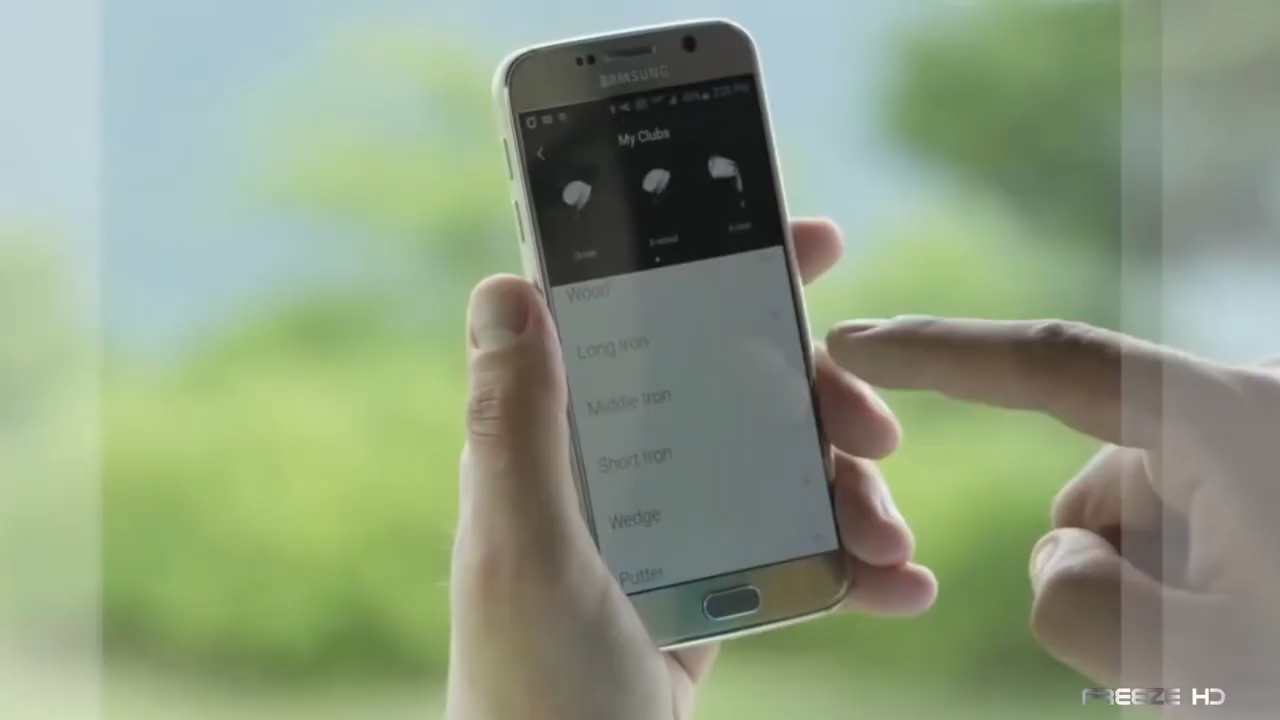 SAMSUNG
My Clubs
Wood
Long Iron
Middle Iron
Short Iron
Wedge
Putter
FREEZE HD